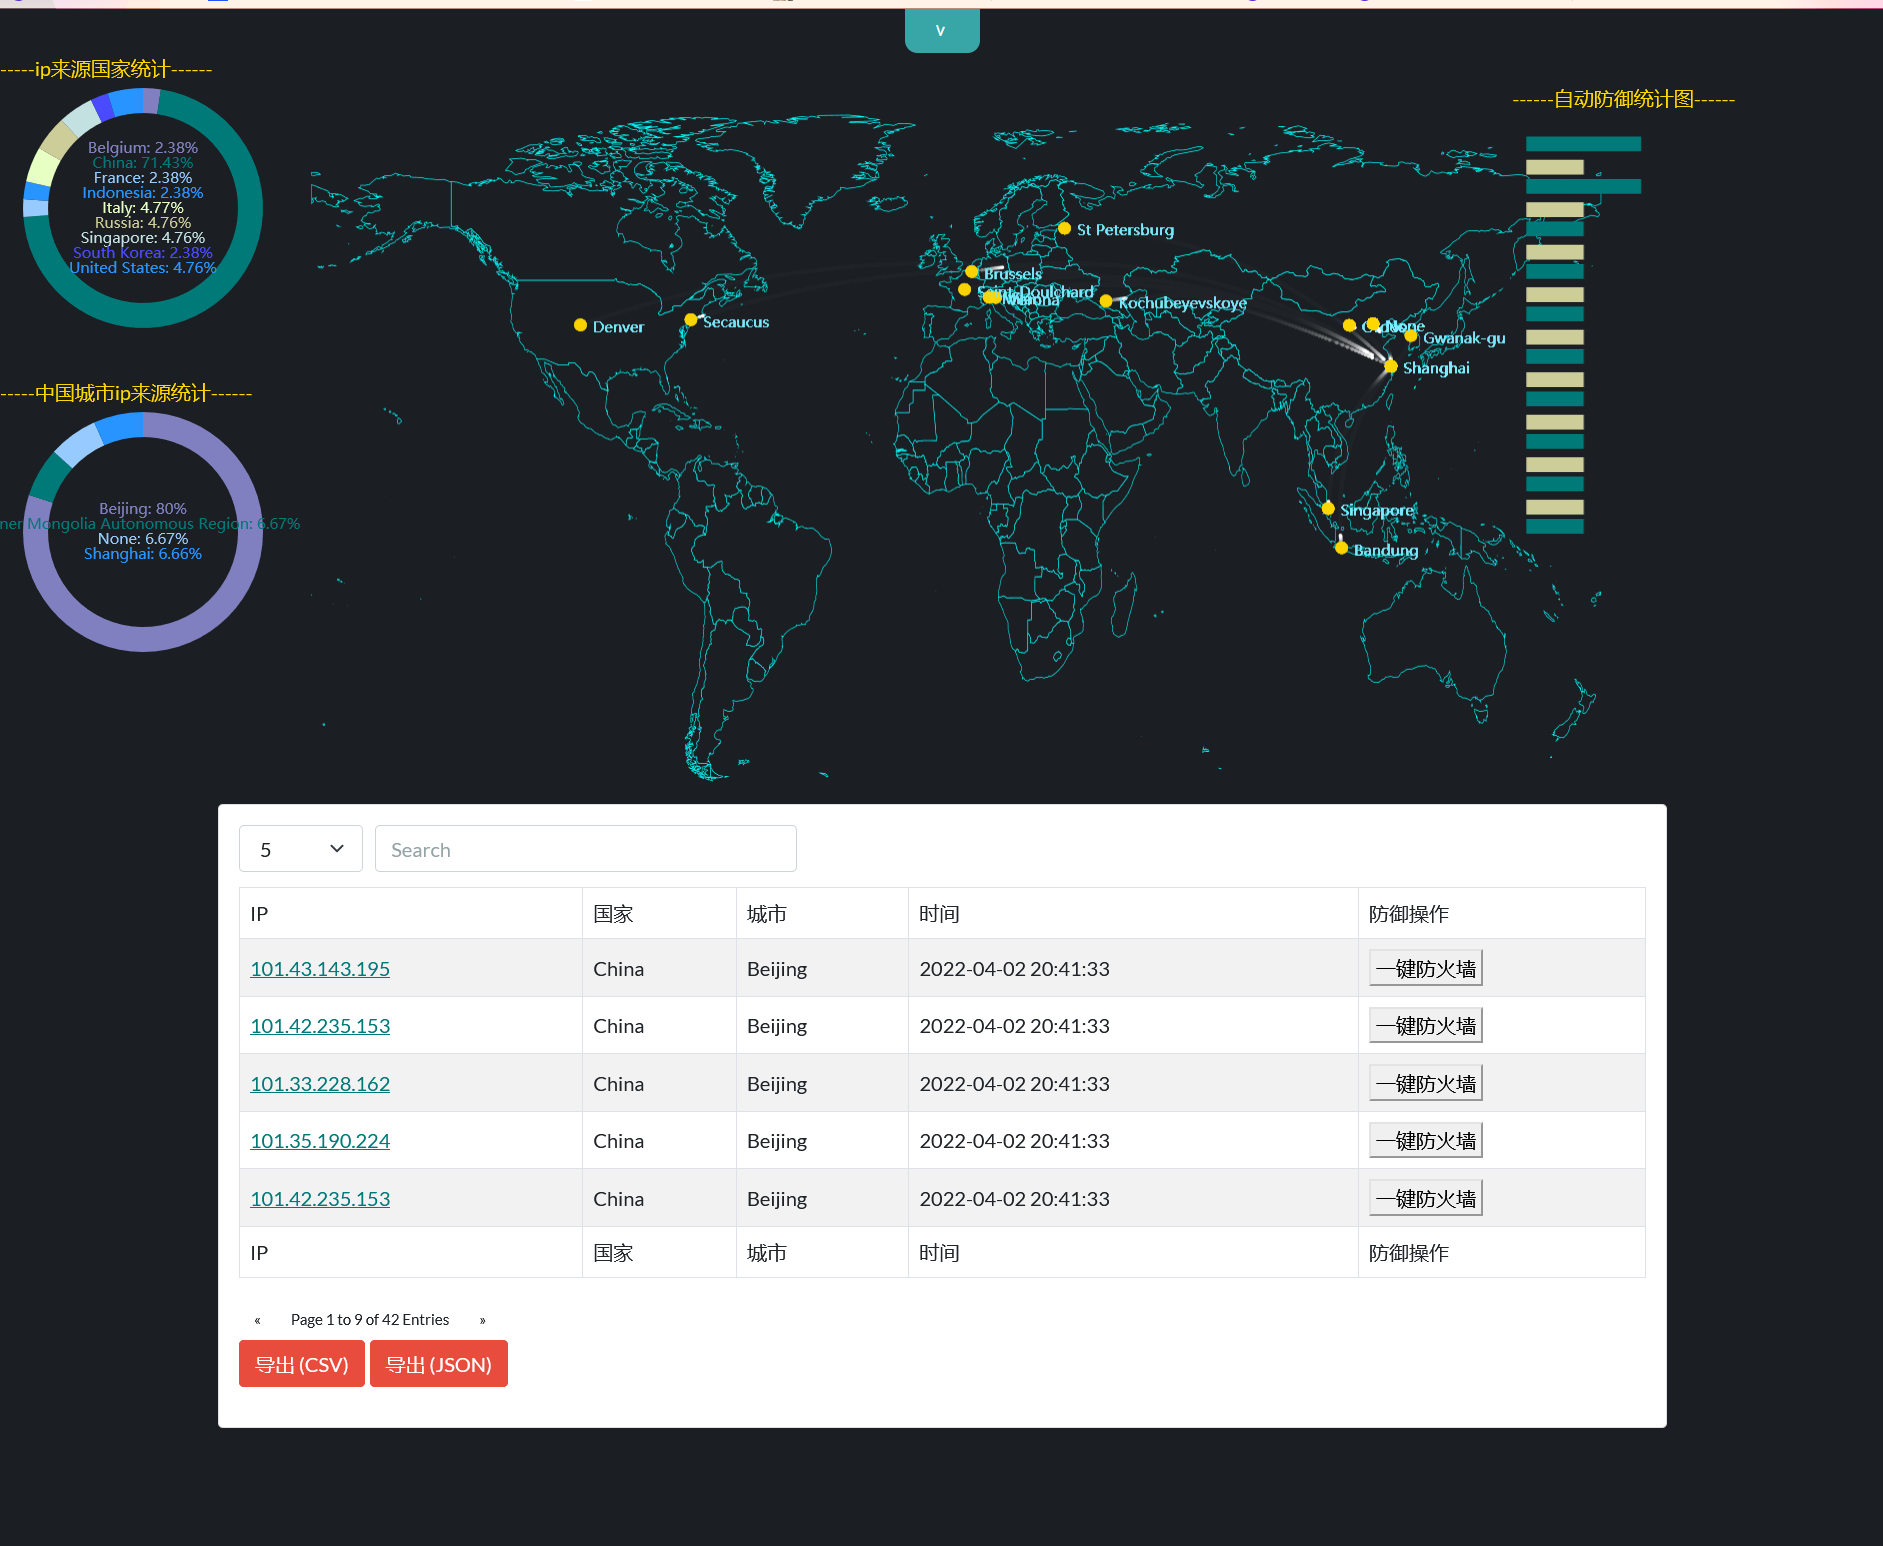 v
-----ip来源国家统计------
Belgium: 2.38%
China: 71.43%
France: 2.38%
Indonesia: 2.38%
Italy: 4.77%
Russia: 4.76%
Singapore: 4.76%
South Korea: 2.38%
United States: 4.76%
-----中国城市ip来源统计------
Beijing: 80%
ner Mongolia Autonomous Region: 6.67%
None: 6.67%
Shanghai: 6.66%
------自动防御统计图------
St Petersburg
Brussels
Saint-Doulchard
Kochubeyevskoye
Denver
Secaucus
None
Gwanak-gu
Shanghai
Singapore
Bandung
5 Search
IP 国家 城市 时间 防御操作
101.43.143.195 China Beijing 2022-04-02 20:41:33 一键防火墙
101.42.235.153 China Beijing 2022-04-02 20:41:33 一键防火墙
101.33.228.162 China Beijing 2022-04-02 20:41:33 一键防火墙
101.35.190.224 China Beijing 2022-04-02 20:41:33 一键防火墙
101.42.235.153 China Beijing 2022-04-02 20:41:33 一键防火墙
IP 国家 城市 时间 防御操作
« Page 1 to 9 of 42 Entries »
导出 (CSV) 导出 (JSON)